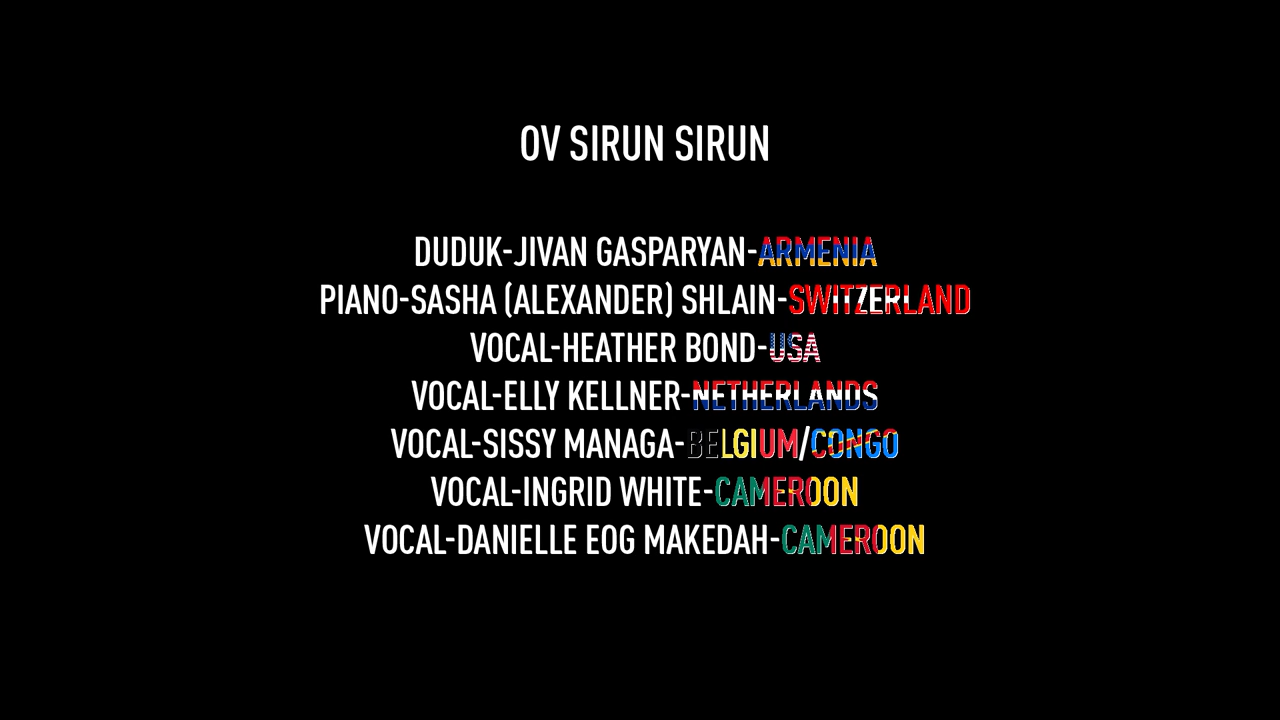 OV SIRUN SIRUN
DUDUK-JIVAN GASPARYAN-ARMENIA
PIANO-SASHA (ALEXANDER) SHLAIN-SWITZERLAND
VOCAL-HEATHER BOND-USA
VOCAL-ELLY KELLNER-NETHERLANDS
VOCAL-SISSY MANAGA-BELGIUM/CONGO
VOCAL-INGRID WHITE-CAMEROON
VOCAL-DANIELLE EOG MAKEDAH-CAMEROON